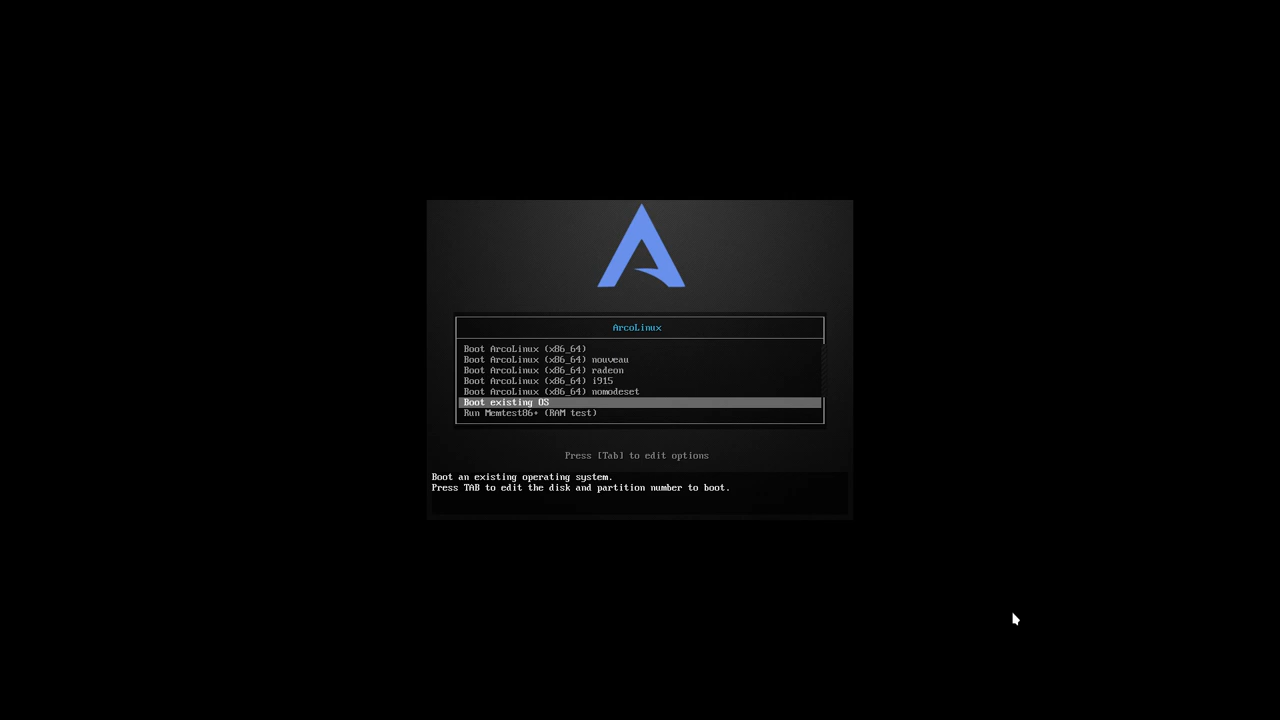 ArcoLinux
Boot ArcoLinux (x86_64)
Boot ArcoLinux (x86_64) nouveau
Boot ArcoLinux (x86_64) radeon
Boot ArcoLinux (x86_64) i915
Boot ArcoLinux (x86_64) nomodeset
Boot existing OS
Run Memtest86+ (RAM test)
Press [Tab] to edit options
Boot an existing operating system.
Press TAB to edit the disk and partition number to boot.